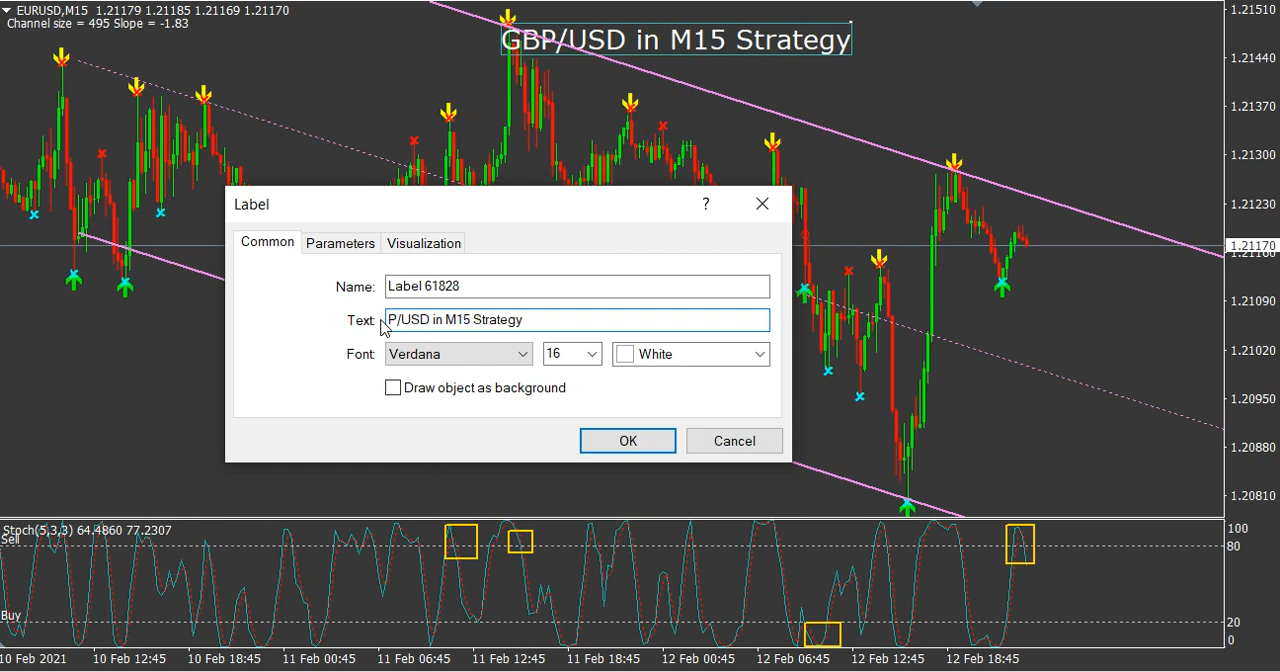 EURUSD,M15 1.21179 1.21185 1.21169 1.21170
Channel size = 495 Slope = -1.83
GBP/USD in M15 Strategy
1.21510
1.21440
1.21370
1.21300
1.21230
1.21170
1.21100
1.21090
1.21020
1.20950
1.20880
1.20810
Label
?
Common Parameters Visualization
Name: Label 61828
Text: P/USD in M15 Strategy
Font: Verdana 16 White
Draw object as background
OK Cancel
Stoch(5,3,3) 64.4860 77.2307
Sell
Buy
100
80
20
0
10 Feb 2021 10 Feb 12:45 10 Feb 18:45 11 Feb 00:45 11 Feb 06:45 11 Feb 12:45 11 Feb 18:45 12 Feb 00:45 12 Feb 06:45 12 Feb 12:45 12 Feb 18:45